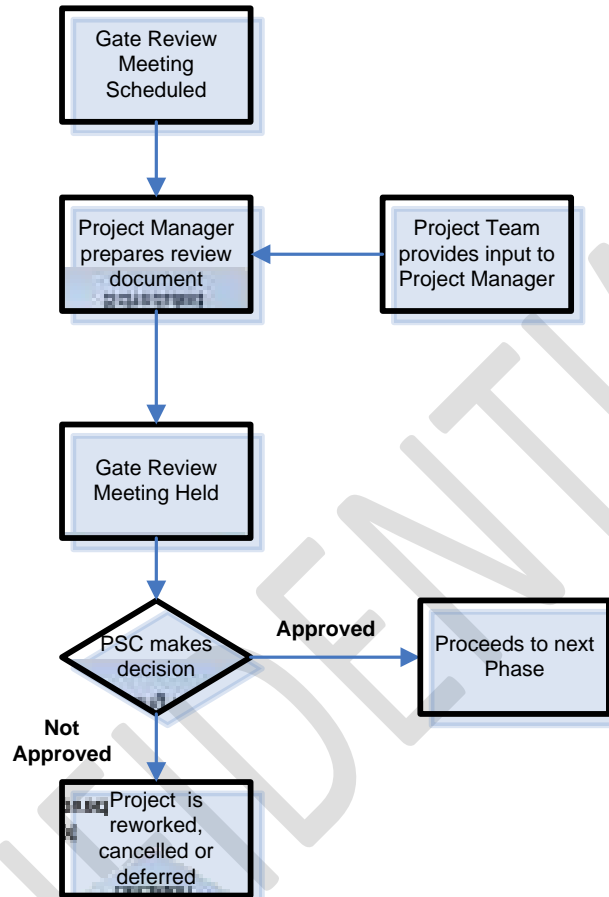 Gate Review
Meeting
Scheduled
Project Manager
prepares review
document
Project Team
provides input to
Project Manager
Gate Review
Meeting Held
PSC makes
decision
Approved
Proceeds to next
Phase
Not
Approved
Project is
reworked,
cancelled or
deferred